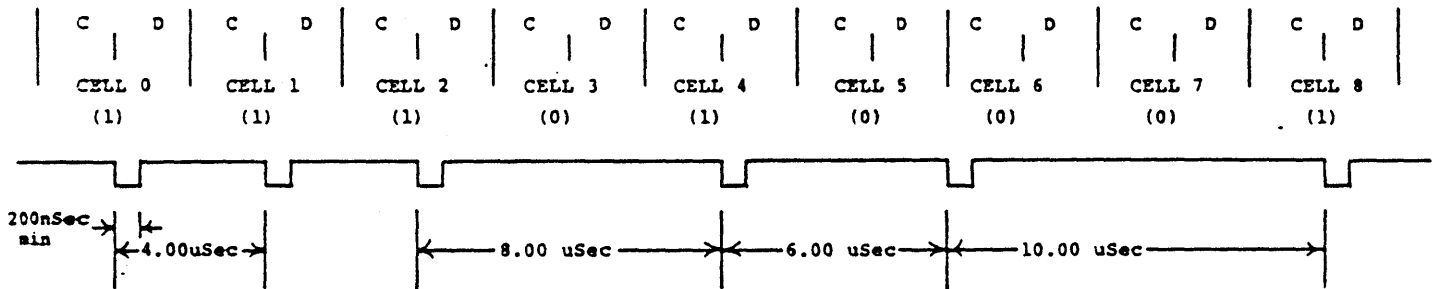 C D C D C D C D C D C D C D C D C D
CELL 0 CELL 1 CELL 2 CELL 3 CELL 4 CELL 5 CELL 6 CELL 7 CELL 8
(1) (1) (1) (0) (1) (0) (0) (0) (1)
200nSec
min
4.00uSec 8.00 uSec 6.00 uSec 10.00 uSec